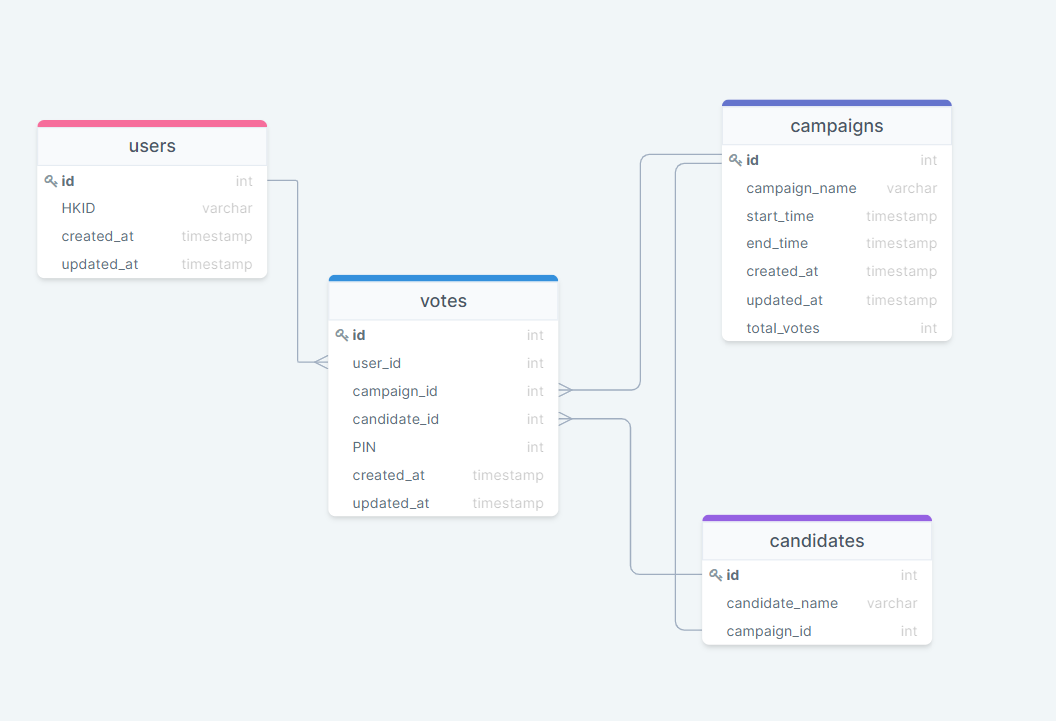 users
id int
HKID varchar
created_at timestamp
updated_at timestamp
votes
id int
user_id int
campaign_id int
candidate_id int
PIN int
created_at timestamp
updated_at timestamp
campaigns
id int
campaign_name varchar
start_time timestamp
end_time timestamp
created_at timestamp
updated_at timestamp
total_votes int
candidates
id int
candidate_name varchar
campaign_id int